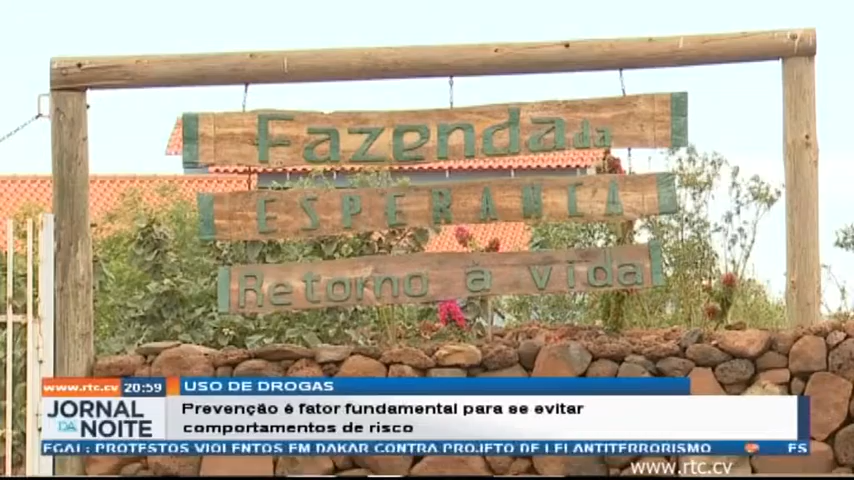 Fazenda da
ESPERANÇA
Retorno à Vida
www.rtc.cv 20:59 USO DE DROGAS
JORNAL DA NOITE
Prevenção é fator fundamental para se evitar
comportamentos de risco
EGAL: PROTESTOS VIOLENTOS EM DAKAR CONTRA PROJETO DE LEI ANTITERRORISMO ES
www.rtc.cv